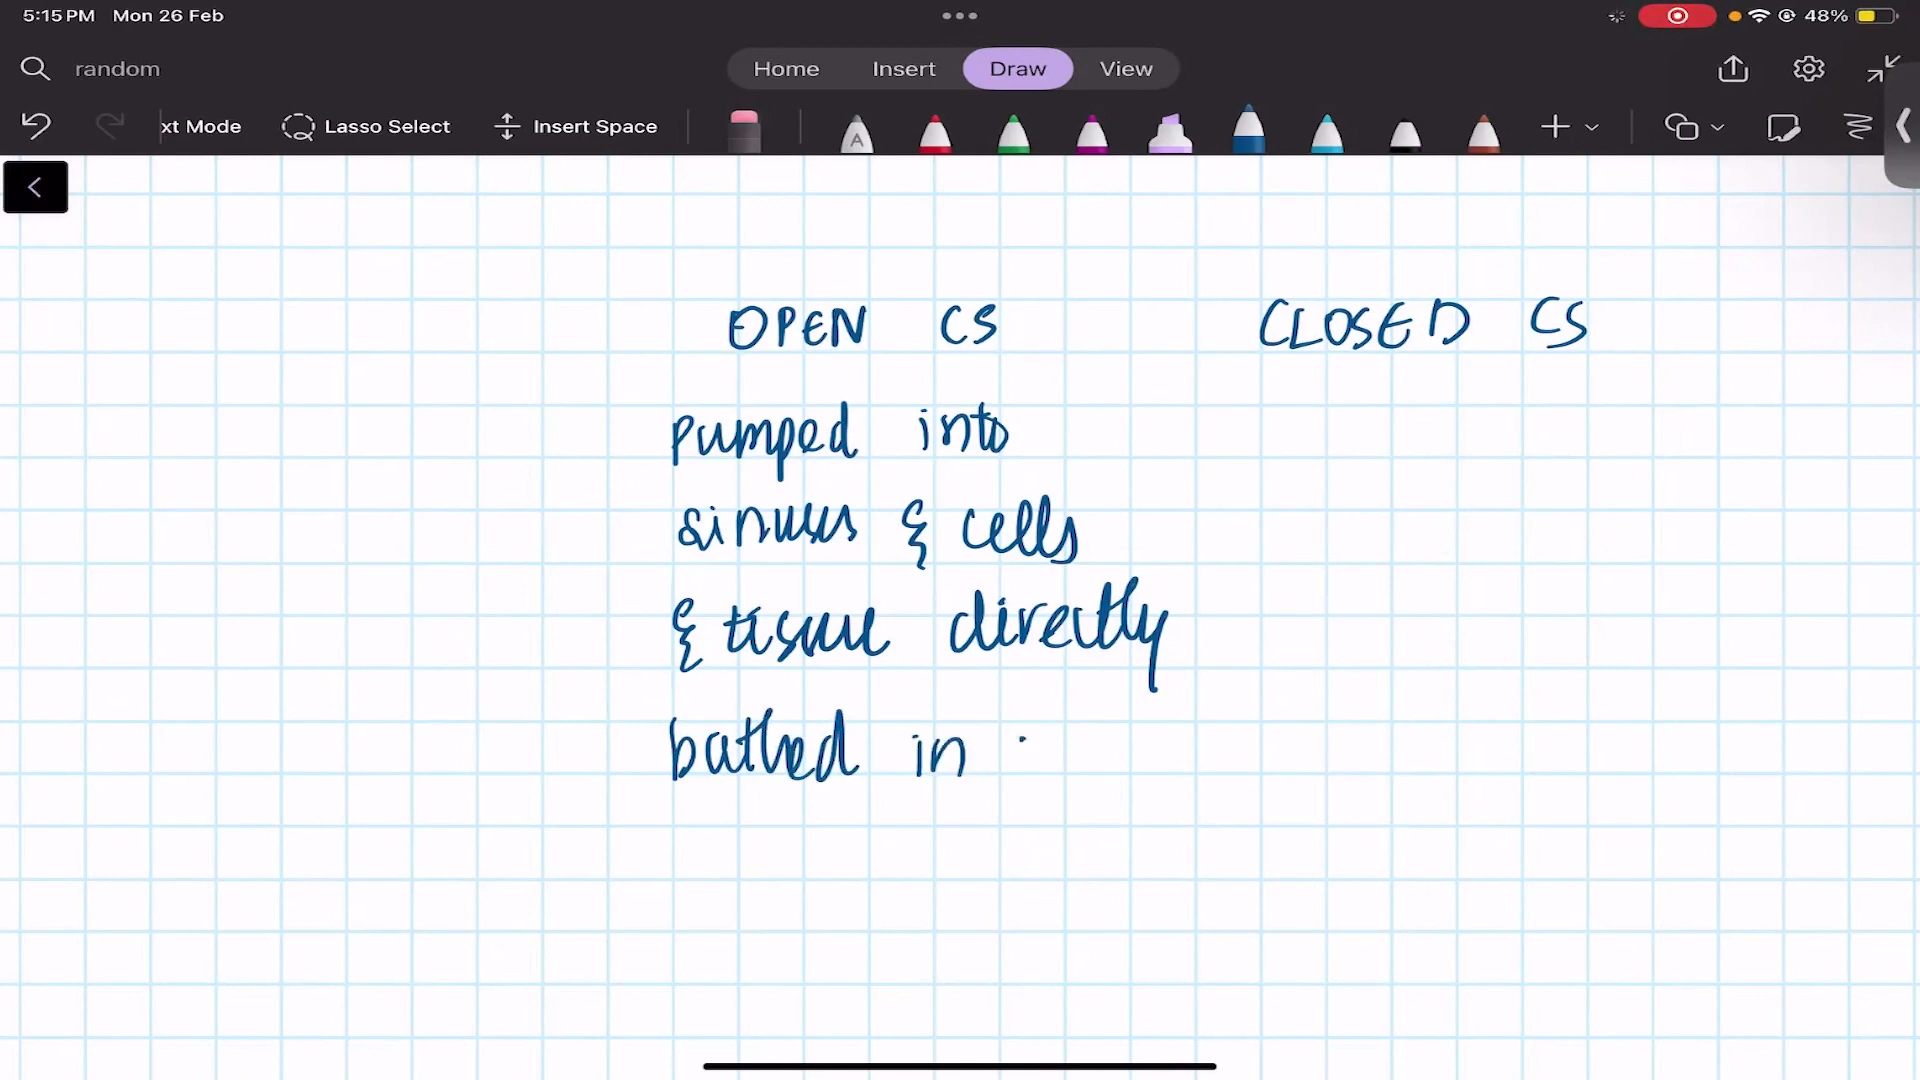 5:15 PM Mon 26 Feb 48%
random Home Insert Draw View
xt Mode Lasso Select Insert Space A
OPEN CS CLOSED CS
pumped into
sinuses & cells
& tissue directly
bathed in